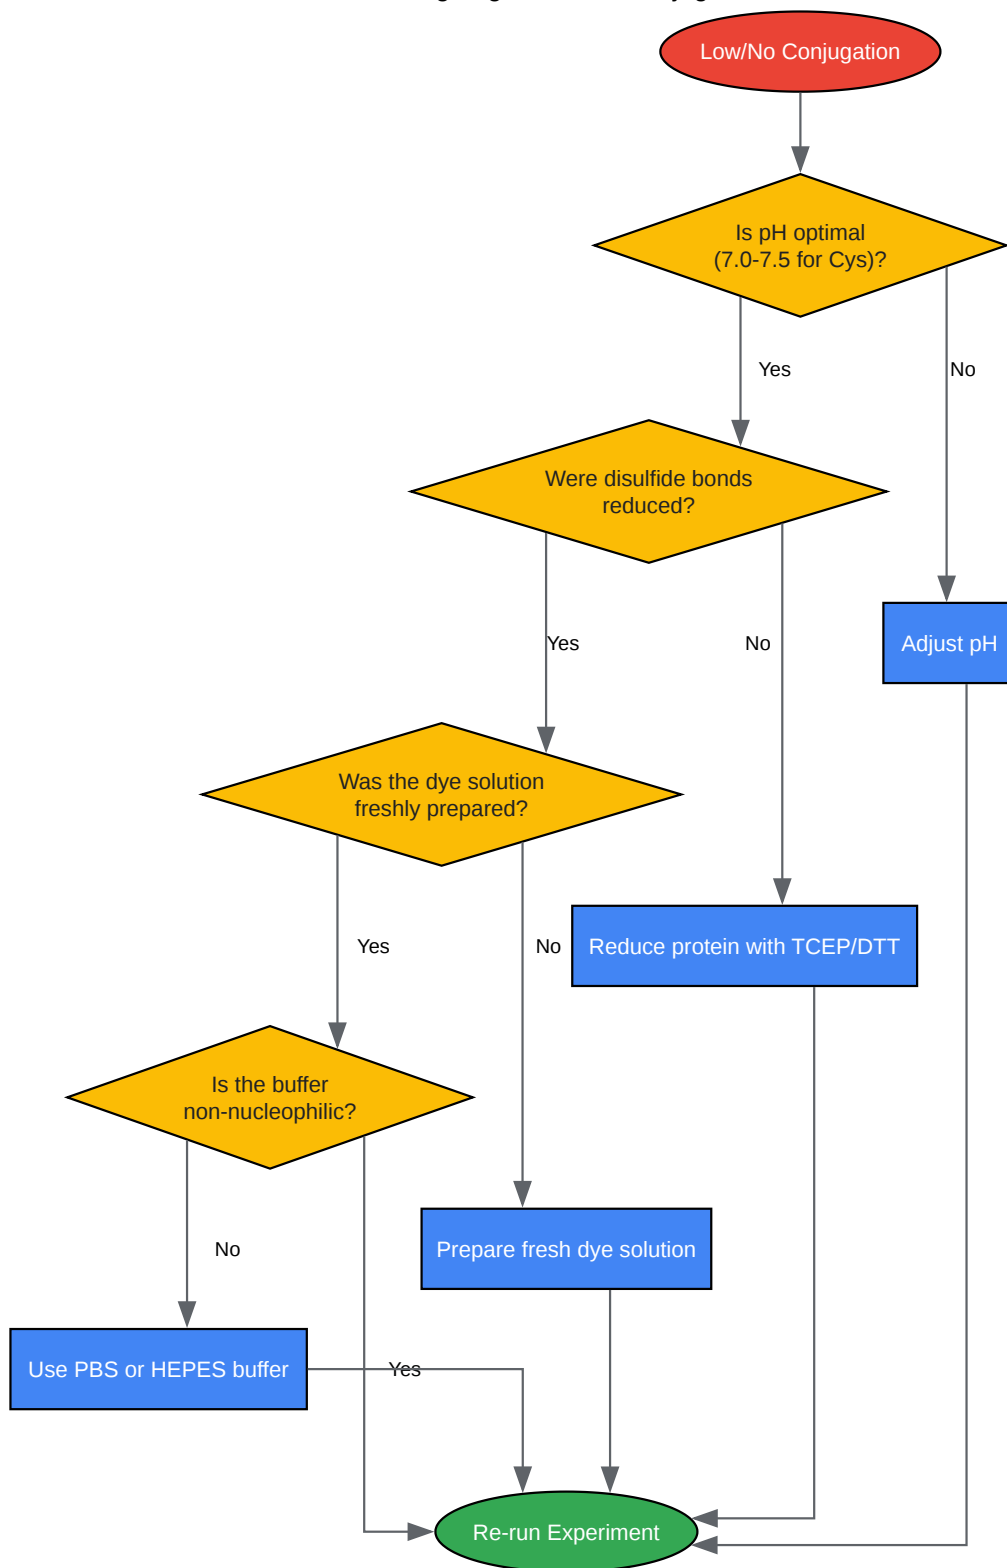 Low/No Conjugation
Is pH optimal
(7.0-7.5 for Cys)?
Yes
No
Were disulfide bonds
reduced?
Yes
No
Adjust pH
Was the dye solution
freshly prepared?
Yes
No
Reduce protein with TCEP/DTT
Is the buffer
non-nucleophilic?
No
Prepare fresh dye solution
Use PBS or HEPES buffer
Yes
Re-run Experiment